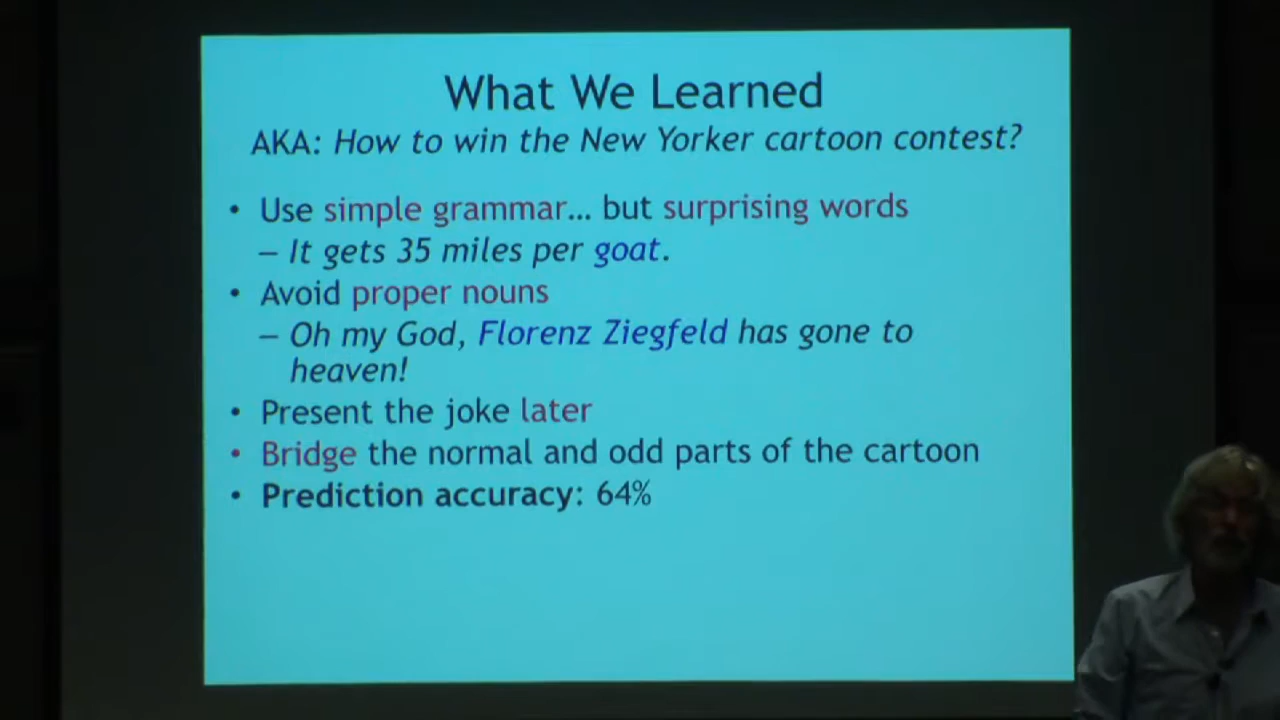 What We Learned
AKA: How to win the New Yorker cartoon contest?
• Use simple grammar... but surprising words
– It gets 35 miles per goat.
• Avoid proper nouns
– Oh my God, Florenz Ziegfeld has gone to
heaven!
• Present the joke later
• Bridge the normal and odd parts of the cartoon
• Prediction accuracy: 64%